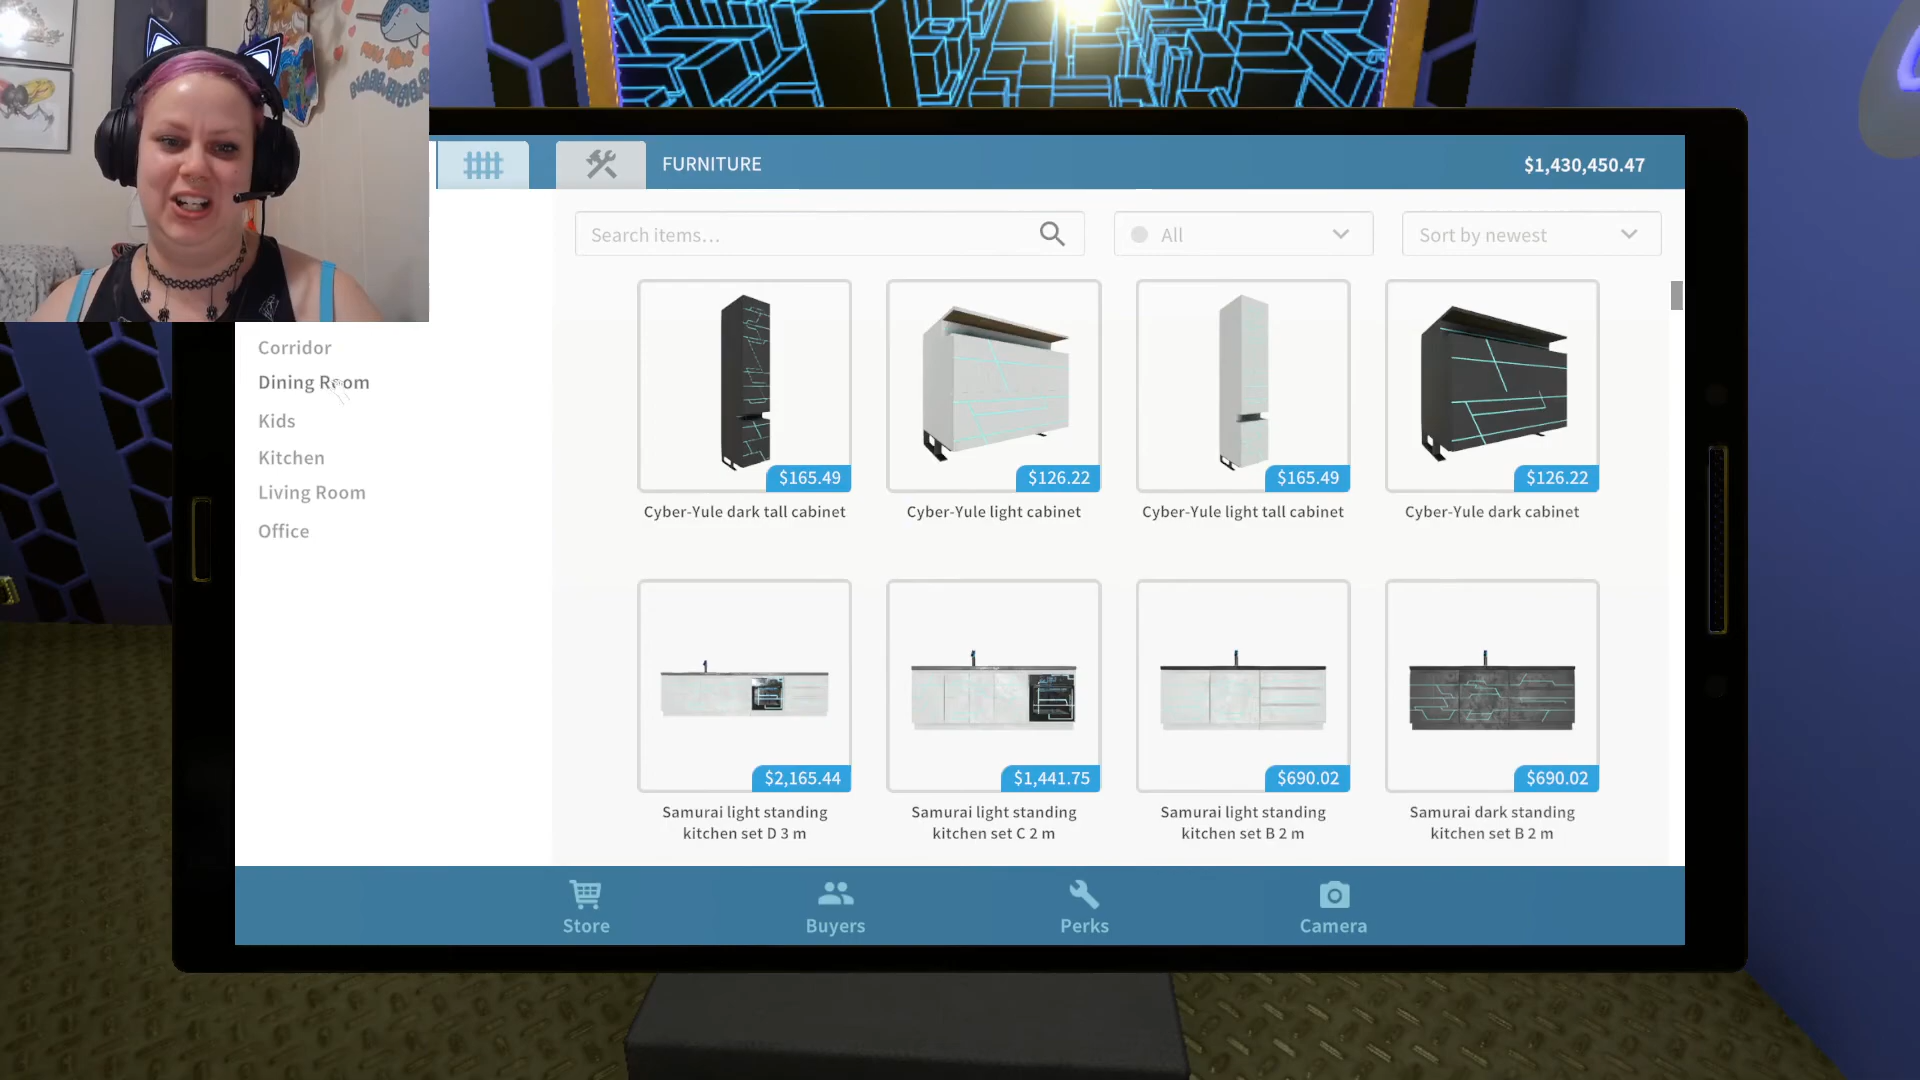 FURNITURE
$1,430,450.47
Search items...
All
Sort by newest
Corridor
Dining Room
Kids
Kitchen
Living Room
Office
$165.49
$126.22
$165.49
$126.22
Cyber-Yule dark tall cabinet
Cyber-Yule light cabinet
Cyber-Yule light tall cabinet
Cyber-Yule dark cabinet
$2,165.44
$1,441.75
$690.02
$690.02
Samurai light standing
kitchen set D 3 m
Samurai light standing
kitchen set C 2 m
Samurai light standing
kitchen set B 2 m
Samurai dark standing
kitchen set B 2 m
Store
Buyers
Perks
Camera